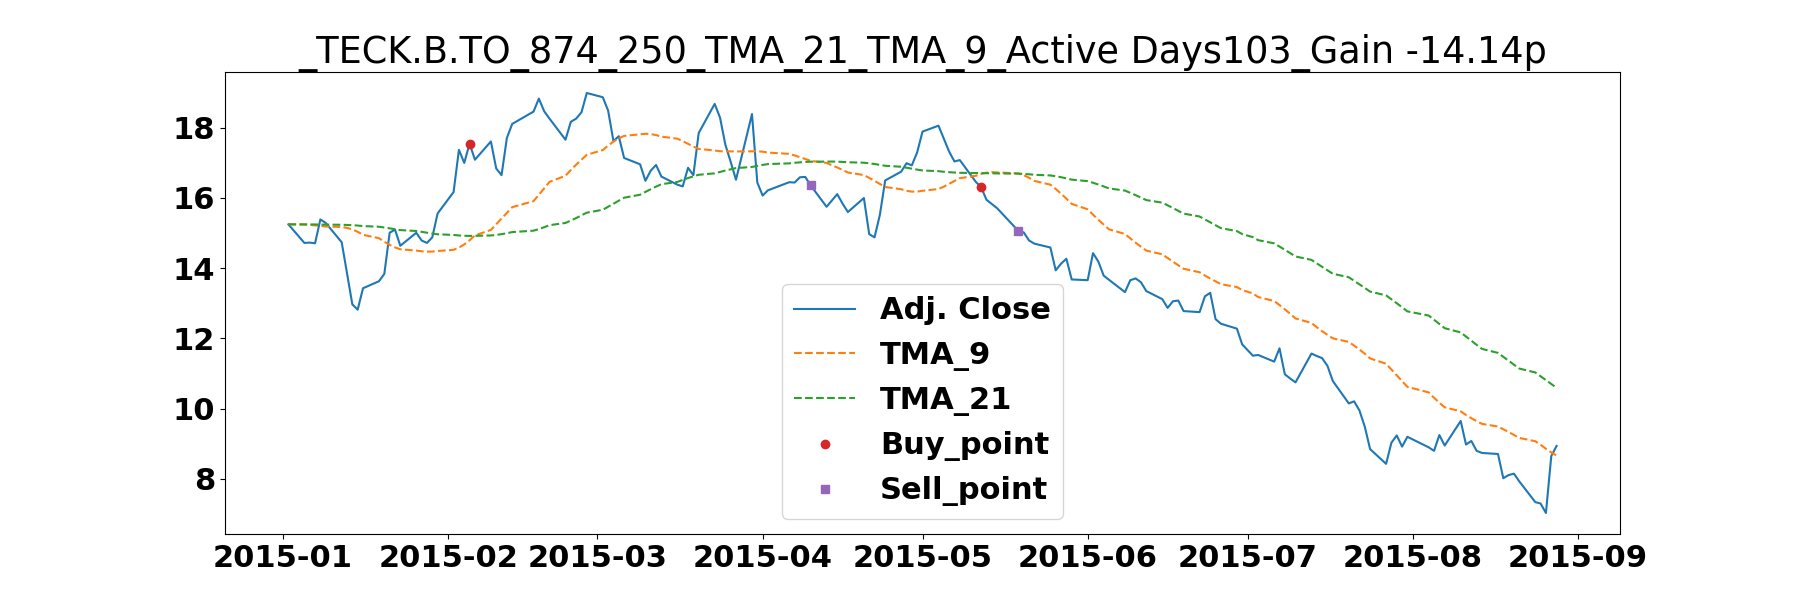 _TECK.B.TO_874_250_TMA_21_TMA_9_Active Days103_Gain -14.14p
18
16
14
12
10
8
Adj. Close
TMA_9
TMA_21
Buy_point
Sell_point
2015-01 2015-02 2015-03 2015-04 2015-05 2015-06 2015-07 2015-08 2015-09